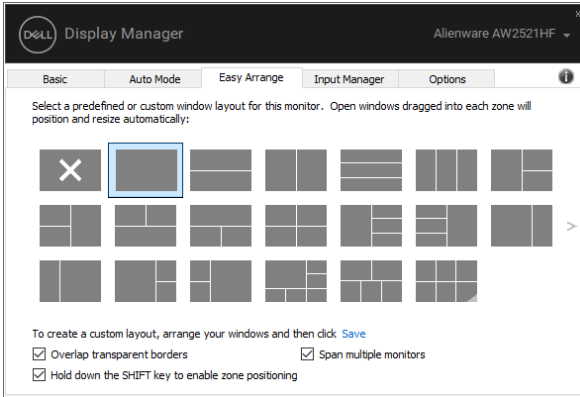 DELL Display Manager
Alienware AW2521HF
Basic
Auto Mode
Easy Arrange
Input Manager
Options
Select a predefined or custom window layout for this monitor. Open windows dragged into each zone will
position and resize automatically:
To create a custom layout, arrange your windows and then click Save
Overlap transparent borders
Span multiple monitors
Hold down the SHIFT key to enable zone positioning